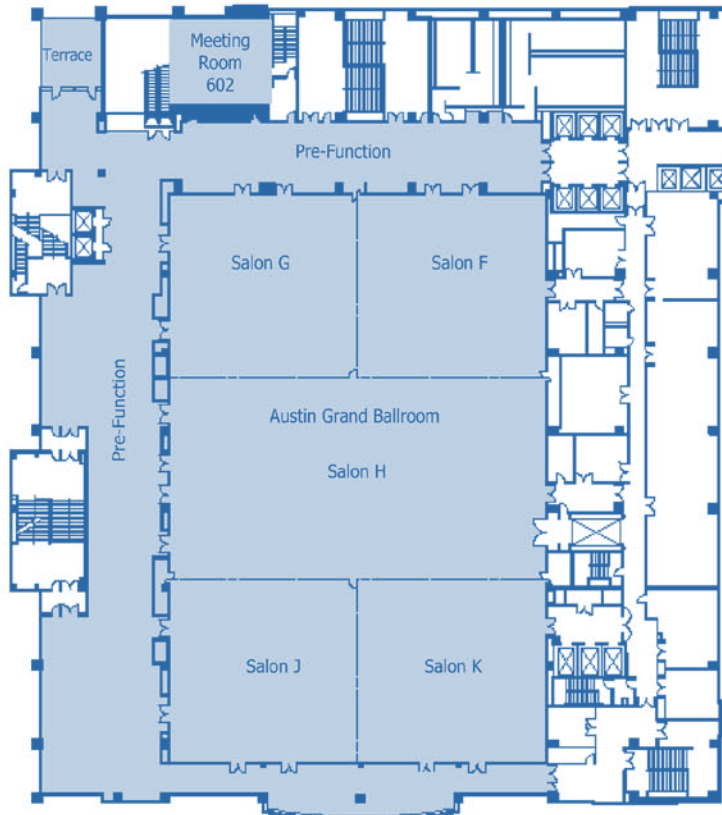 Terrace
Meeting
Room
602
Pre-Function
Salon G
Salon F
Pre-Function
Austin Grand Ballroom
Salon H
Salon J
Salon K